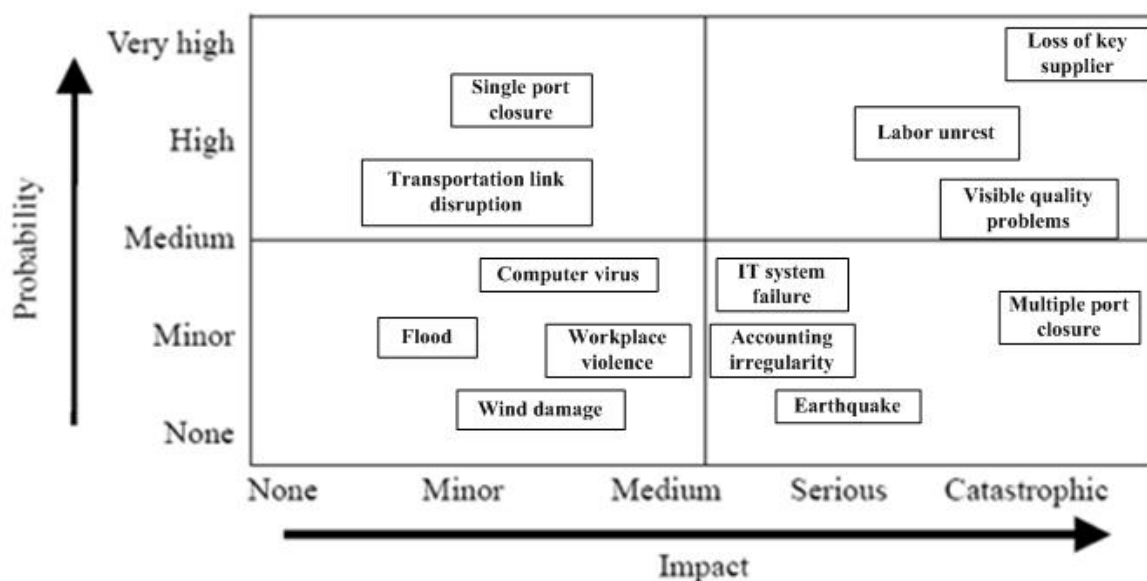 Very high
High
Medium
Minor
None
Probability
Loss of key
supplier
Single port
closure
Labor unrest
Transportation link
disruption
Visible quality
problems
Computer virus
IT system
failure
Multiple port
closure
Flood
Workplace
violence
Accounting
irregularity
Wind damage
Earthquake
None
Minor
Medium
Serious
Catastrophic
Impact